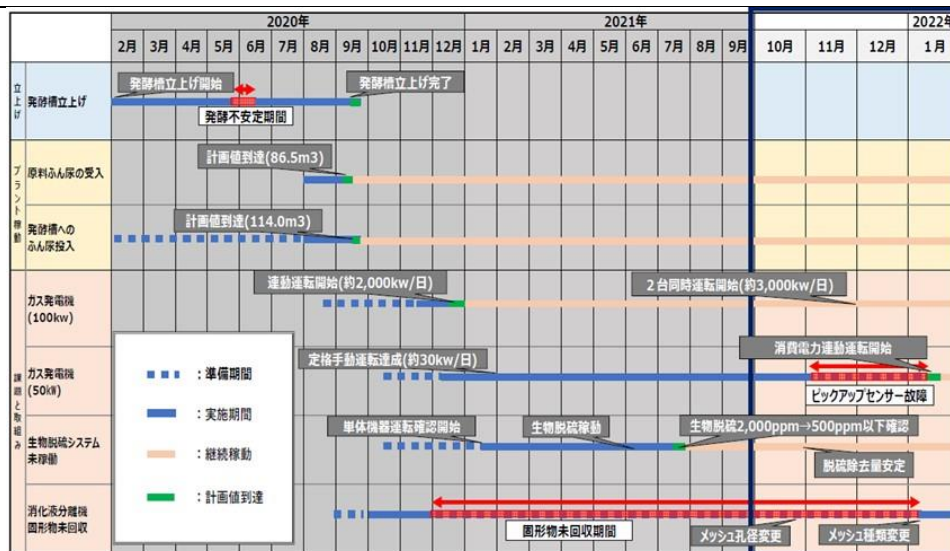 2020年 2021年 2022年
2月 3月 4月 5月 6月 7月 8月 9月 10月 11月 12月 1月 2月 3月 4月 5月 6月 7月 8月 9月 10月 11月 12月 1月
立上げ
発酵槽立上げ
発酵槽立上げ開始
発酵槽立上げ完了
発酵不安定期間
プラント稼動
原料ふん尿の受入
計画値到達(86.5m3)
発酵槽への
ふん尿投入
計画値到達(114.0m3)
課題と取組み
ガス発電機
(100kw)
連動運転開始(約2,000kw/日)
2台同時運転開始(約3,000kw/日)
ガス発電機
(50kW)
定格手動運転達成(約30kw/日)
消費電力連動運転開始
ピックアップセンサー故障
生物脱硫システム
未稼働
単体機器運転確認開始
生物脱硫稼動
生物脱硫2,000ppm→500ppm以下確認
脱硫除去量安定
消化液分離機
固形物未回収
固形物未回収期間
メッシュ孔径変更
メッシュ種類変更
：準備期間
：実施期間
：継続稼動
：計画値到達